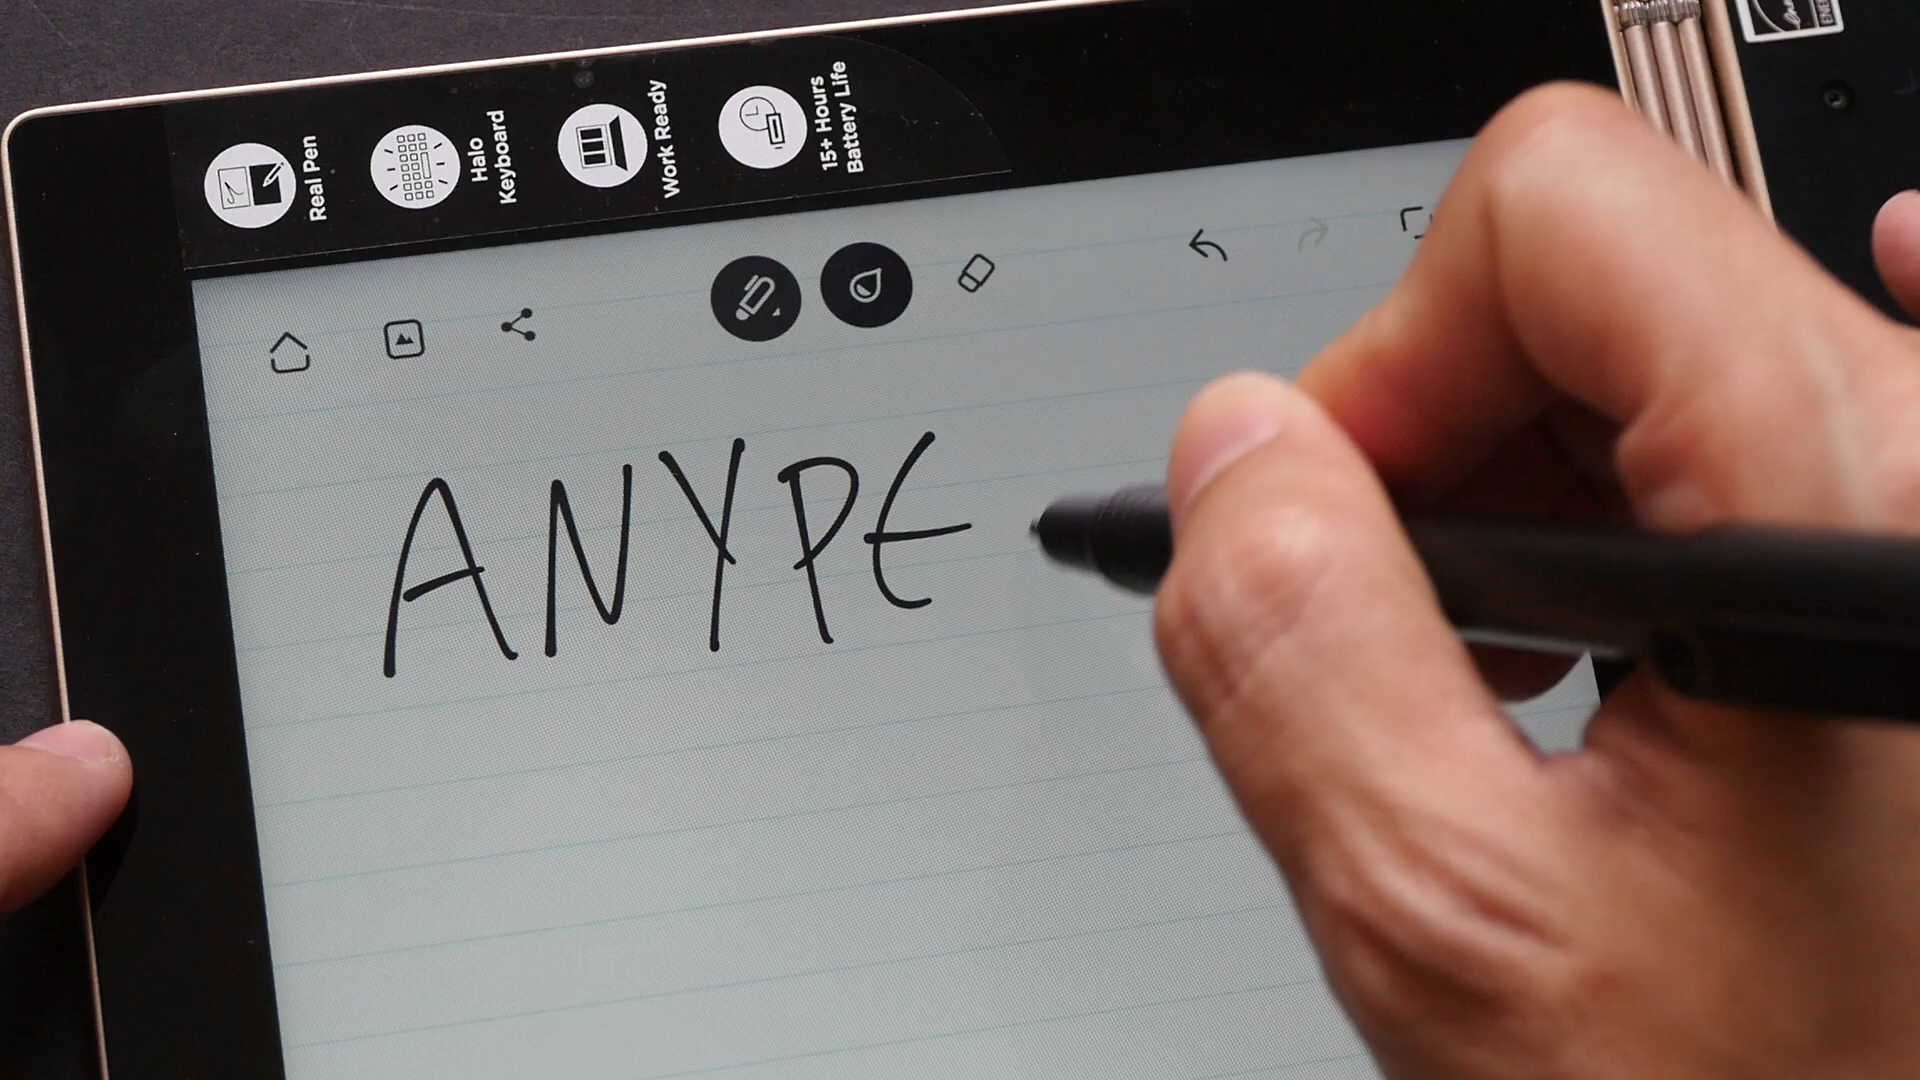 Real Pen
Halo
Keyboard
Work Ready
15+ Hours
Battery Life
ANYPE